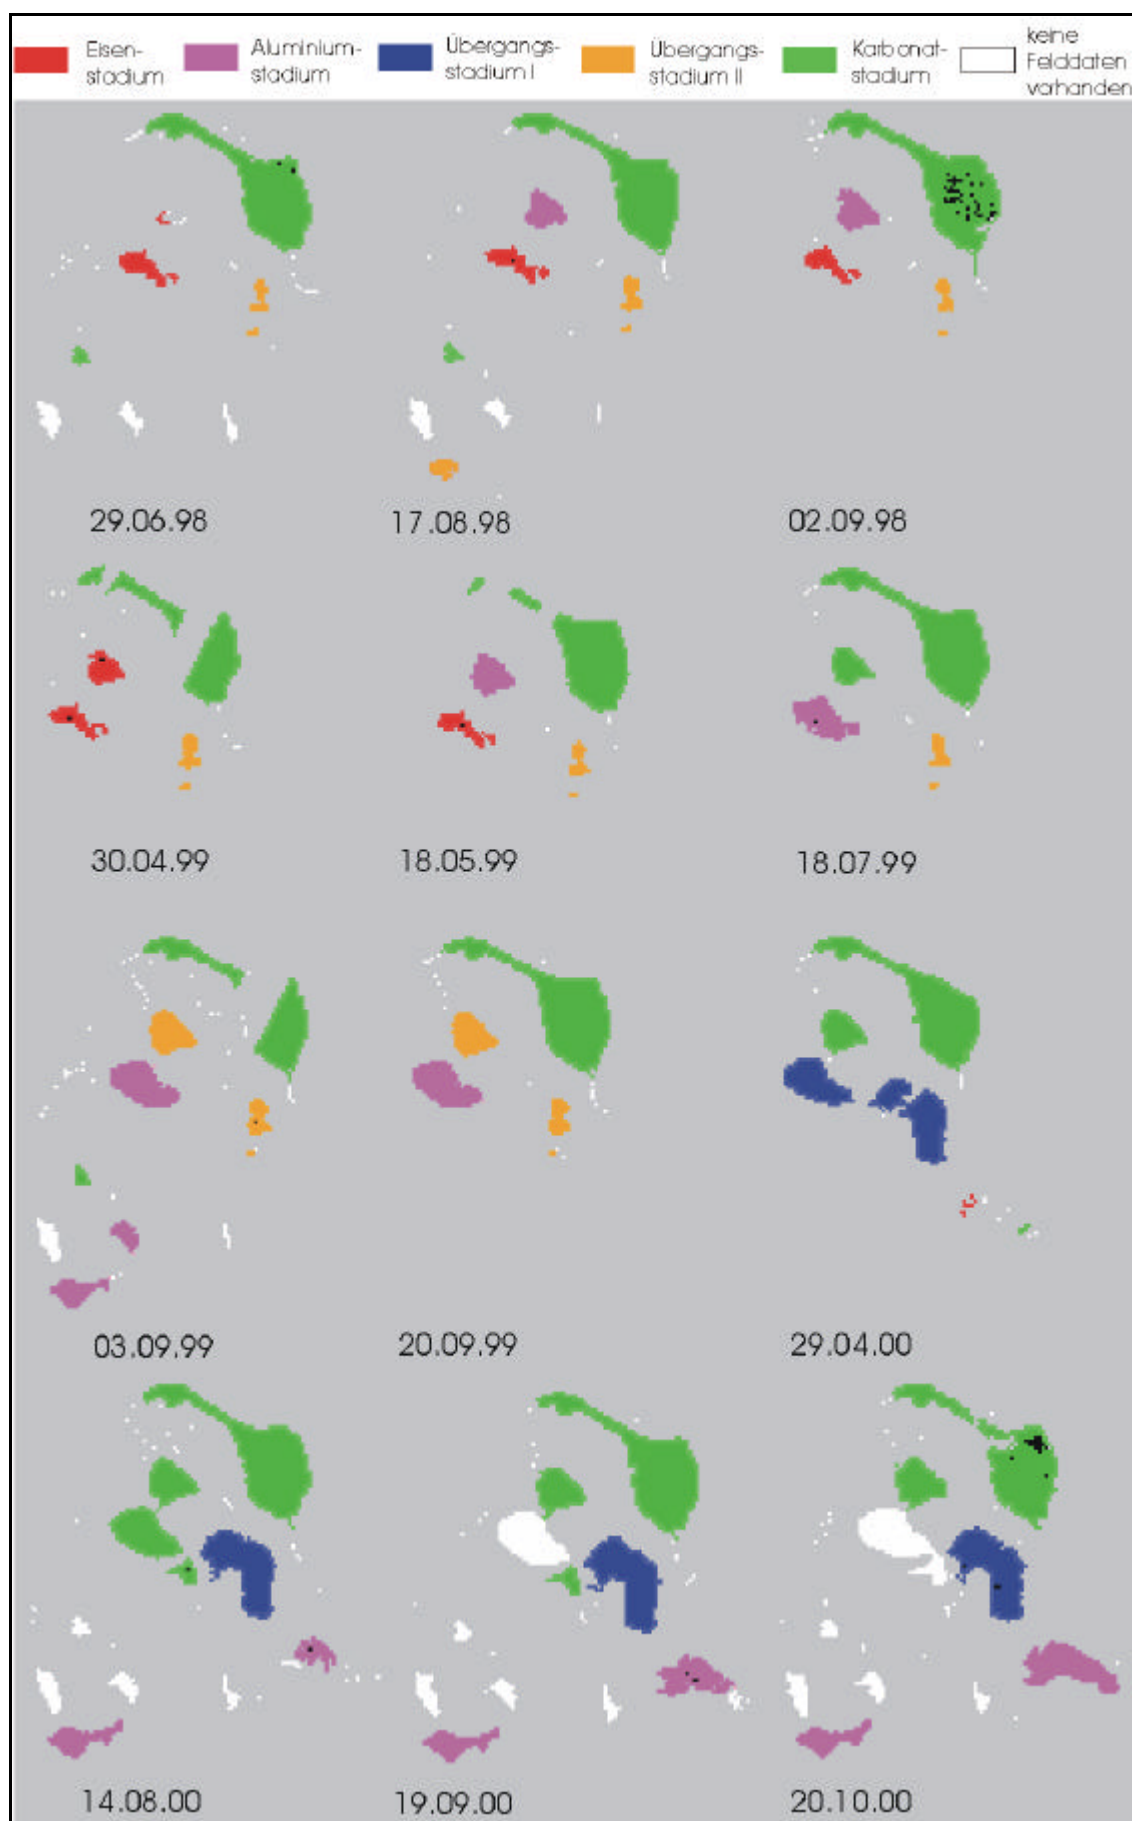 Eisen-
stadium
Aluminium-
stadium
Übergangs-
stadium I
Übergangs-
stadium II
Karbonat-
stadium
keine
Felddaten
vorhanden
29.06.98
17.08.98
02.09.98
30.04.99
18.05.99
18.07.99
03.09.99
20.09.99
29.04.00
14.08.00
19.09.00
20.10.00